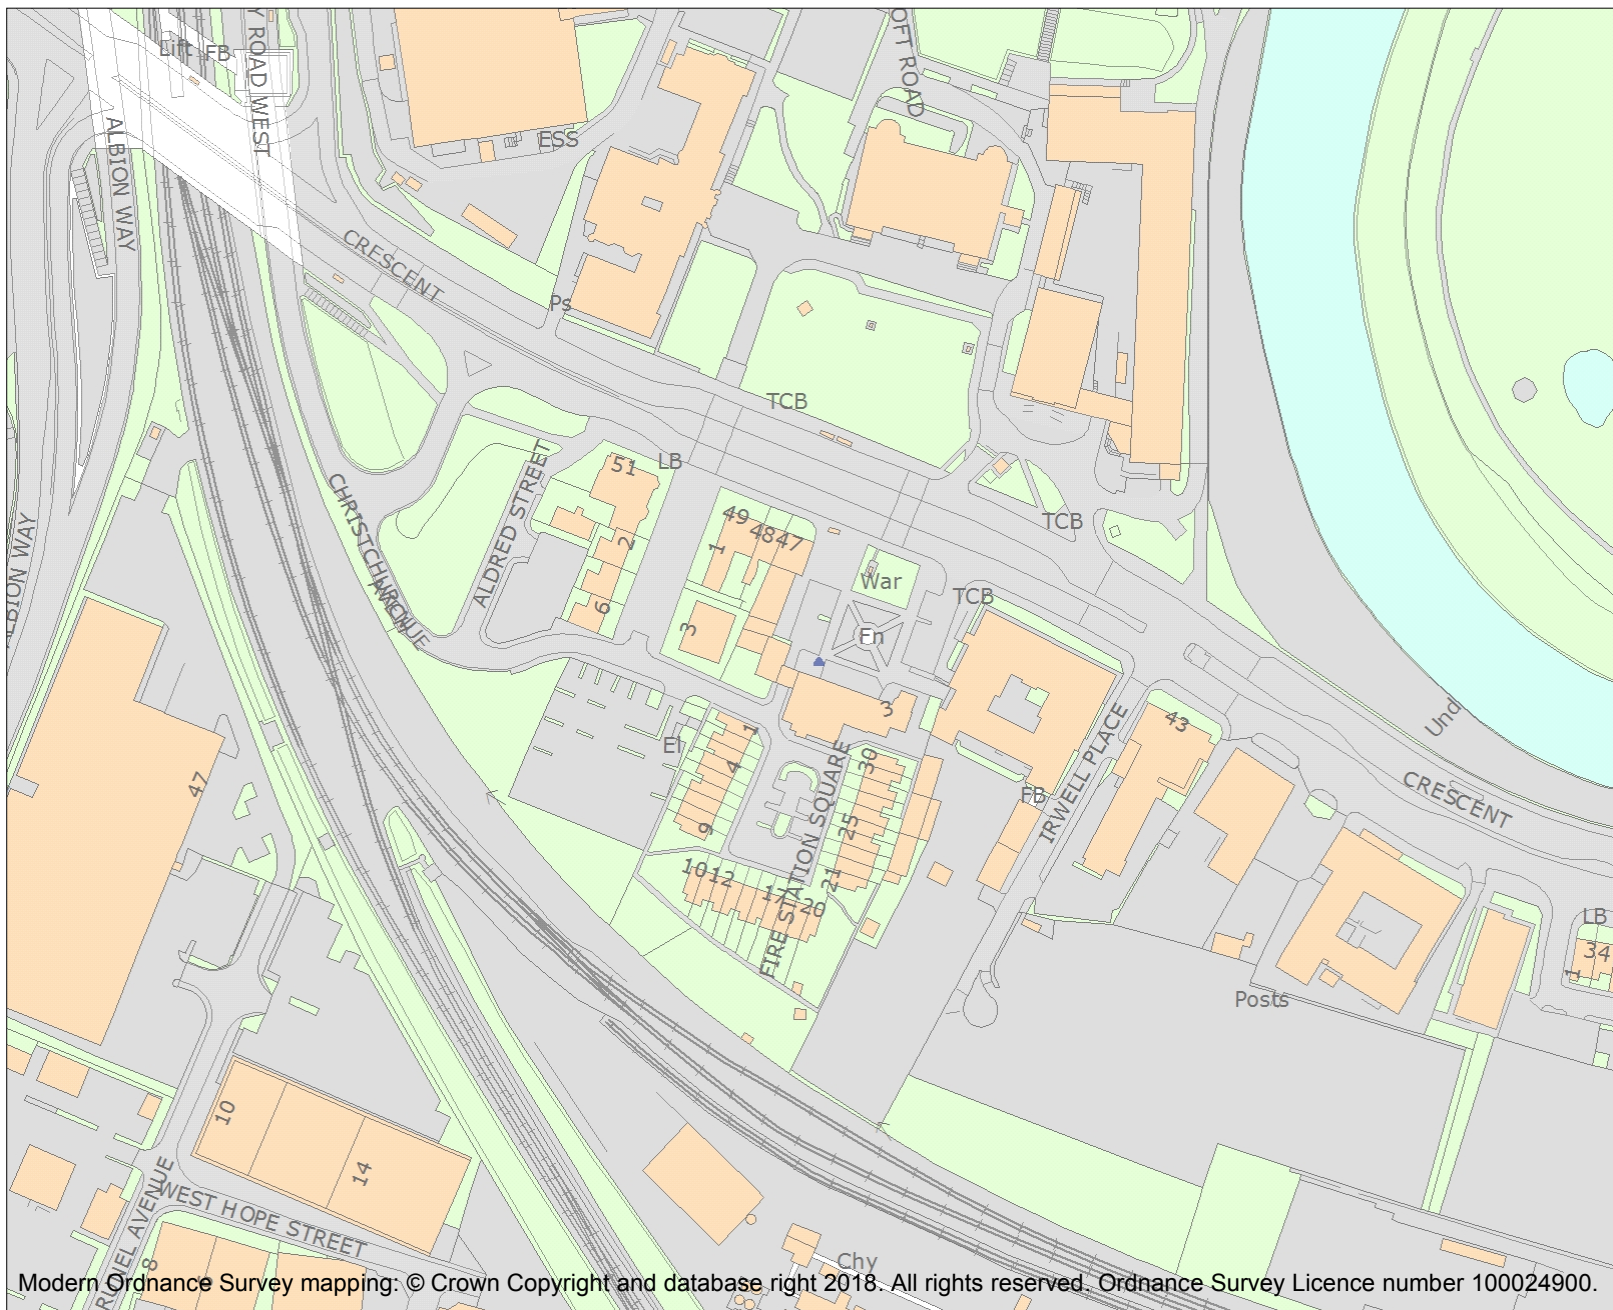 Lift FB
Y ROAD WEST
OFT ROAD
ALBION WAY
ESS
CRESCENT
Ps
TCB
51
LB
CHRISTCHURCH
AVENUE
ALDRED STREET
49
48
47
1
2
6
3
TCB
War
TCB
Fn
ALBION WAY
3
43
Und
CRESCENT
IRWELL PLACE
FB
El
1
4
9
30
25
21
FIRE STATION SQUARE
10 12
17
20
47
LB
34
1
Posts
10
14
WEST HOPE STREET
8
RUNEL AVENUE
Chy
Modern Ordnance Survey mapping: © Crown Copyright and database right 2018. All rights reserved. Ordnance Survey Licence number 100024900.